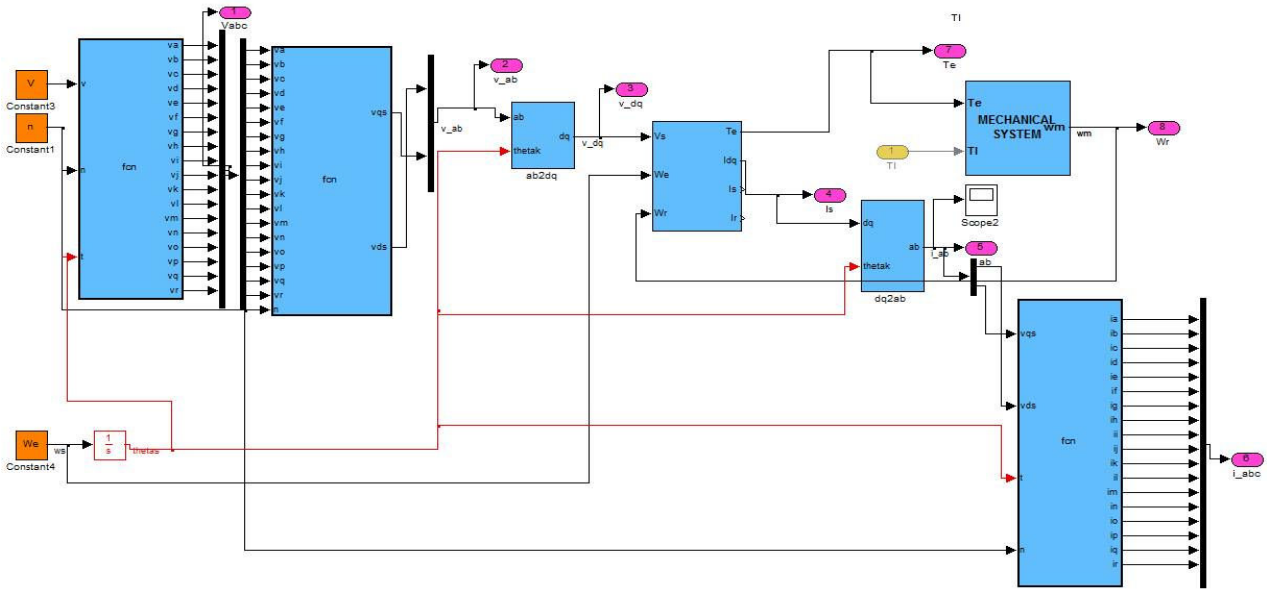 1
Vabc
V
Constant3
n
Constant1
v
n
t
fcn
va
vb
vc
vd
ve
vf
vg
vh
vi
vj
vk
vl
vm
vn
vo
vp
vq
vr
va
vb
vc
vd
ve
vf
vg
vh
vi
vj
vk
vl
vm
vn
vo
vp
vq
vr
n
fcn
vqs
vds
v_ab
2
v_ab
ab
thetak
dq
ab2dq
v_dq
3
v_dq
Vs
We
Wr
Te
Idq
Is
Ir
4
Is
Tl
7
Te
Te
Tl
MECHANICAL
SYSTEM
wm
wm
8
Wr
1
Tl
Scope2
dq
thetak
ab
dq2ab
i_ab
5
ab
We
Constant4
ws
1
s
thetas
vqs
vds
t
n
fcn
ia
ib
ic
id
ie
if
ig
ih
ii
ij
ik
il
im
in
io
ip
iq
ir
6
i_abc